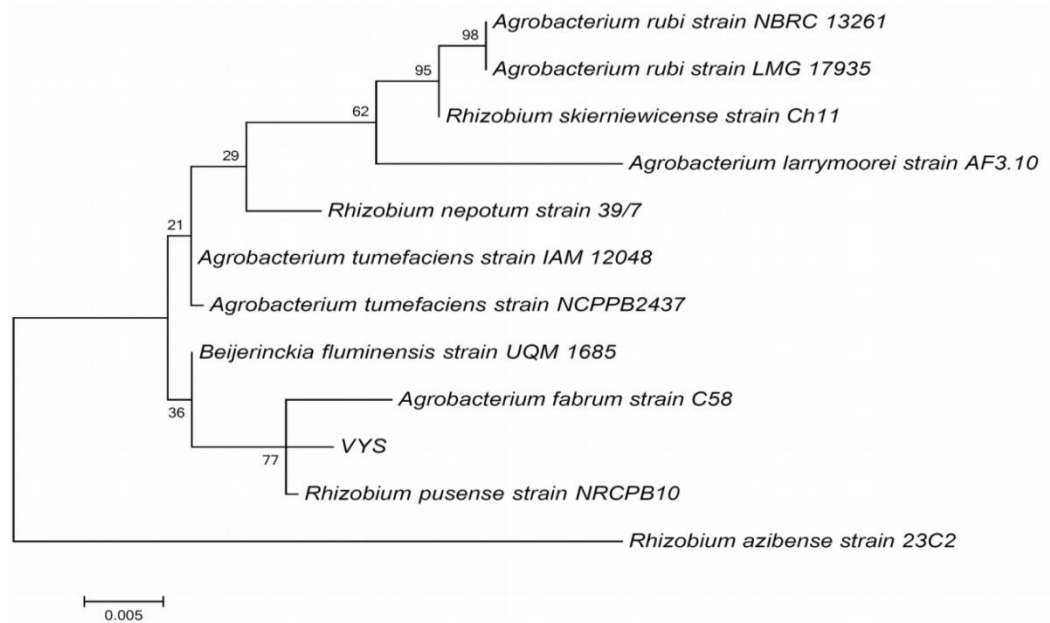 Agrobacterium rubi strain NBRC 13261
98
Agrobacterium rubi strain LMG 17935
95
Rhizobium skierniewicense strain Ch11
62
Agrobacterium larrymoorei strain AF3.10
29
Rhizobium nepotum strain 39/7
21
Agrobacterium tumefaciens strain IAM 12048
Agrobacterium tumefaciens strain NCPPB2437
Beijerinckia fluminensis strain UQM 1685
36
Agrobacterium fabrum strain C58
VYS
77
Rhizobium pusense strain NRCPB10
Rhizobium azibense strain 23C2
0.005